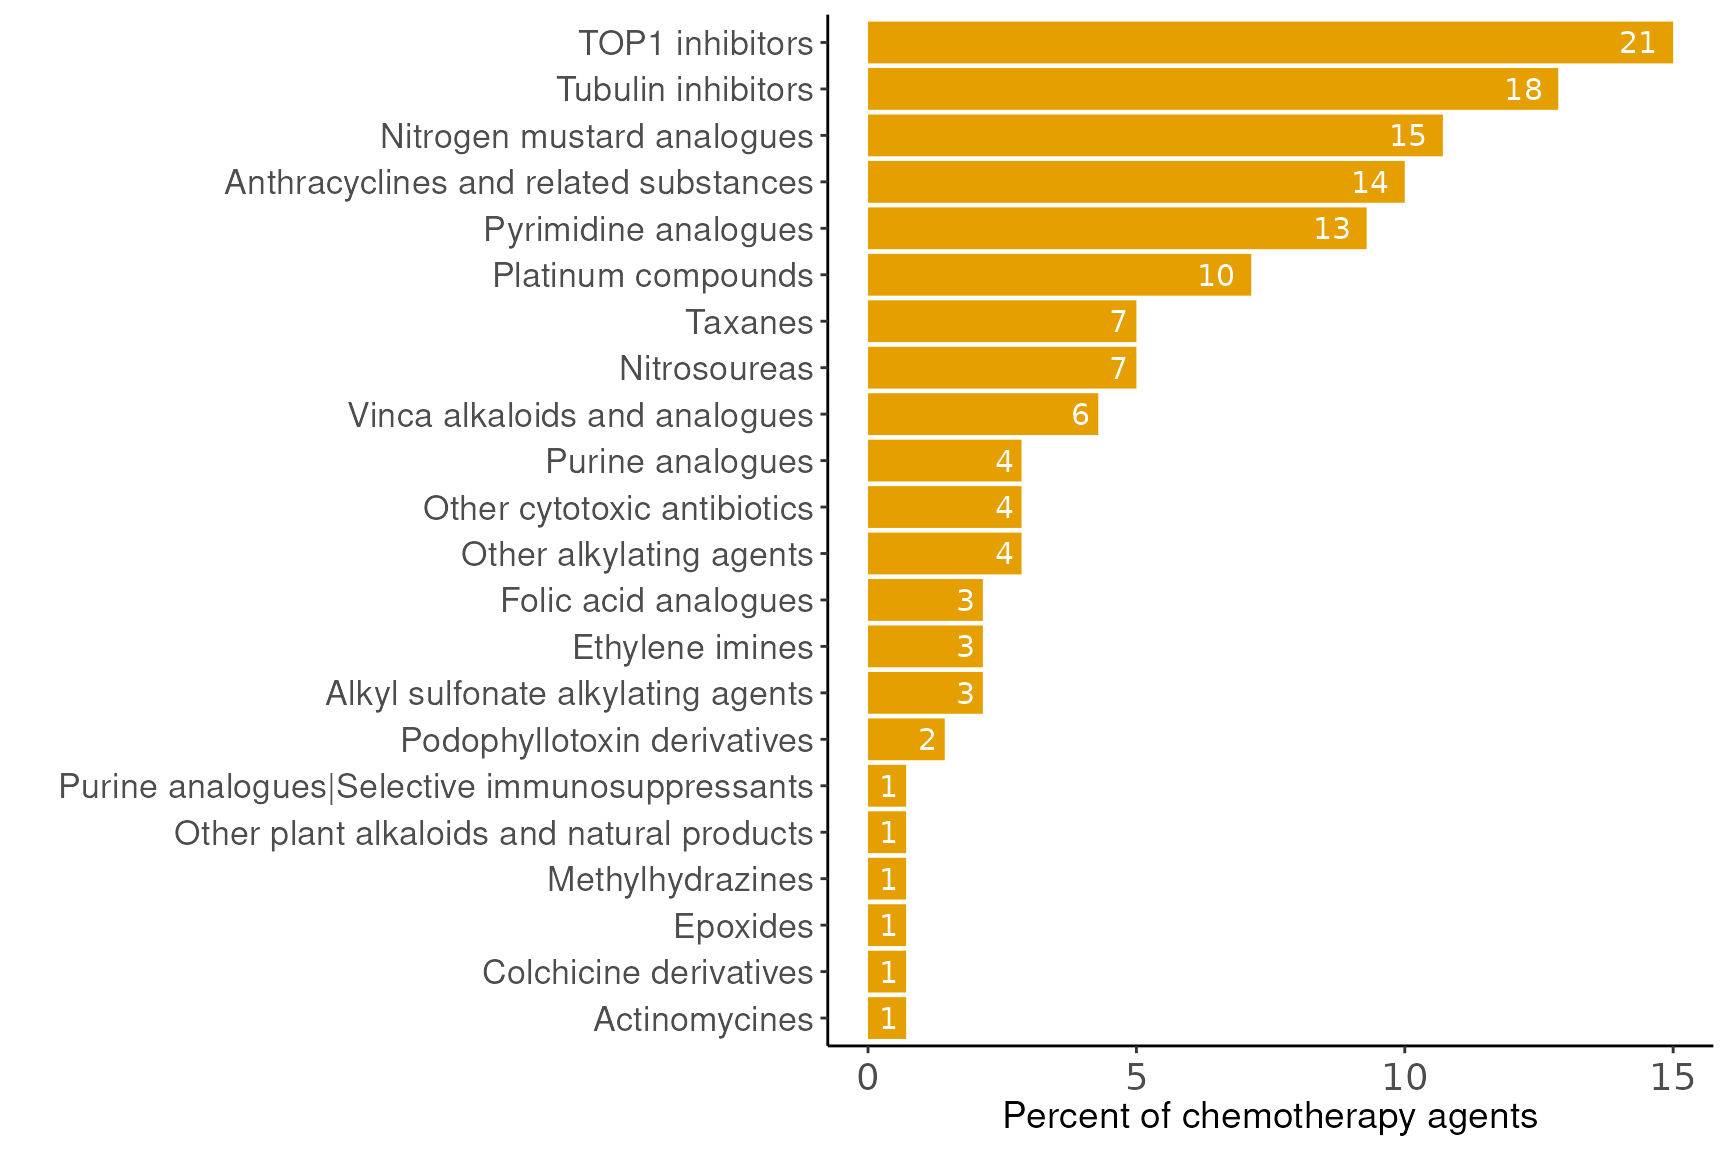 TOP1 inhibitors 21
Tubulin inhibitors 18
Nitrogen mustard analogues 15
Anthracyclines and related substances 14
Pyrimidine analogues 13
Platinum compounds 10
Taxanes 7
Nitrosoureas 7
Vinca alkaloids and analogues 6
Purine analogues 4
Other cytotoxic antibiotics 4
Other alkylating agents 4
Folic acid analogues 3
Ethylene imines 3
Alkyl sulfonate alkylating agents 3
Podophyllotoxin derivatives 2
Purine analogues|Selective immunosuppressants 1
Other plant alkaloids and natural products 1
Methylhydrazines 1
Epoxides 1
Colchicine derivatives 1
Actinomycines 1
0 5 10 15
Percent of chemotherapy agents